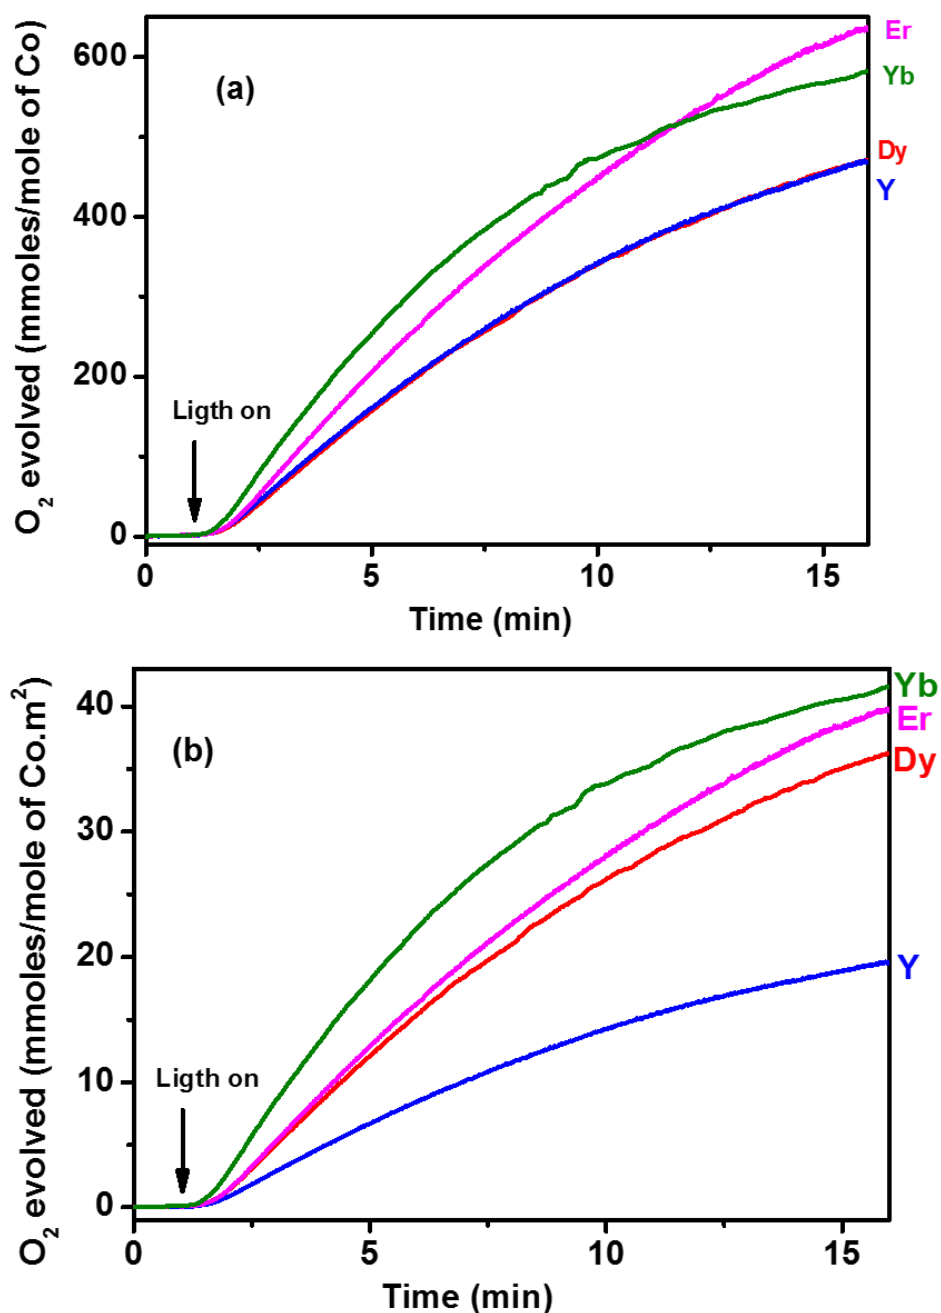 O₂ evolved (mmoles/mole of Co)
600
400
200
0
(a)
Er
Yb
Dy
Y
Ligth on
0 5 10 15
Time (min)
O₂ evolved (mmoles/mole of Co.m²)
40
30
20
10
0
(b)
Yb
Er
Dy
Y
Ligth on
0 5 10 15
Time (min)